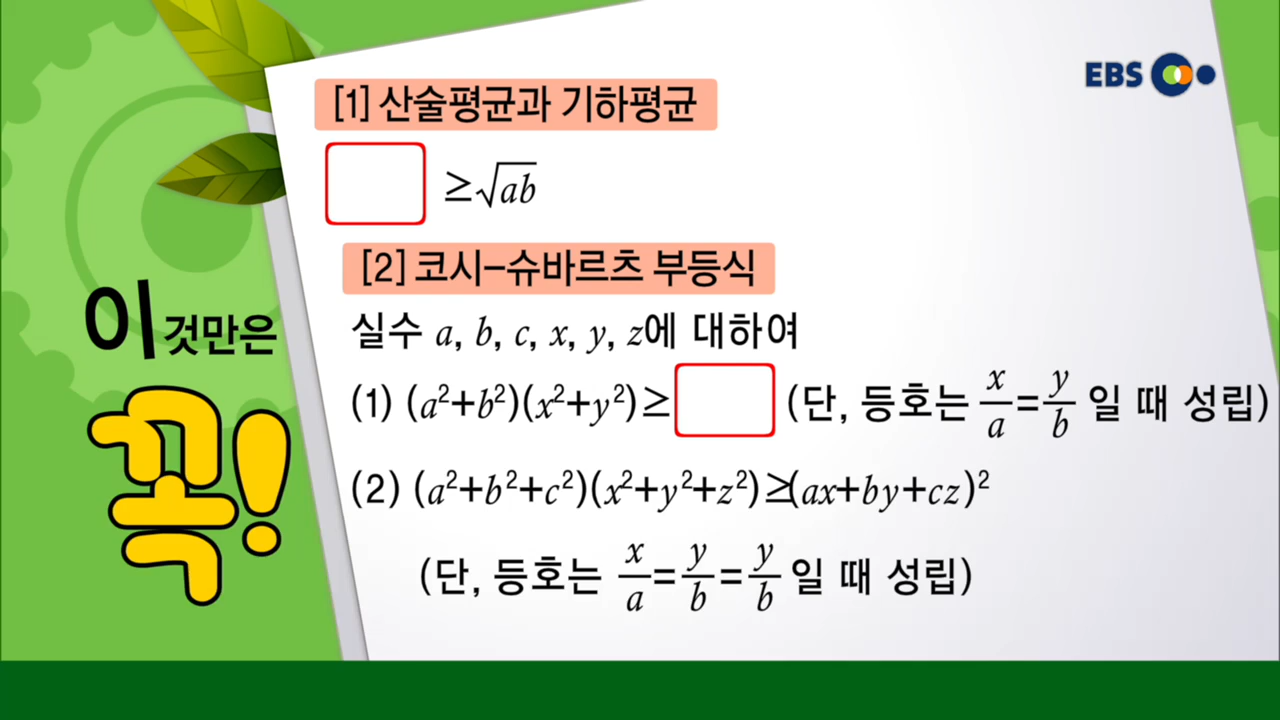 EBS
[1] 산술평균과 기하평균
≥√ab
[2] 코시-슈바르츠 부등식
실수 a, b, c, x, y, z에 대하여
(1) (a²+b²)(x²+y²)≥ (단, 등호는 x/a=y/b 일 때 성립)
(2) (a²+b²+c²)(x²+y²+z²)≥(ax+by+cz)²
(단, 등호는 x/a=y/b=y/b 일 때 성립)
이것만은
꼭!